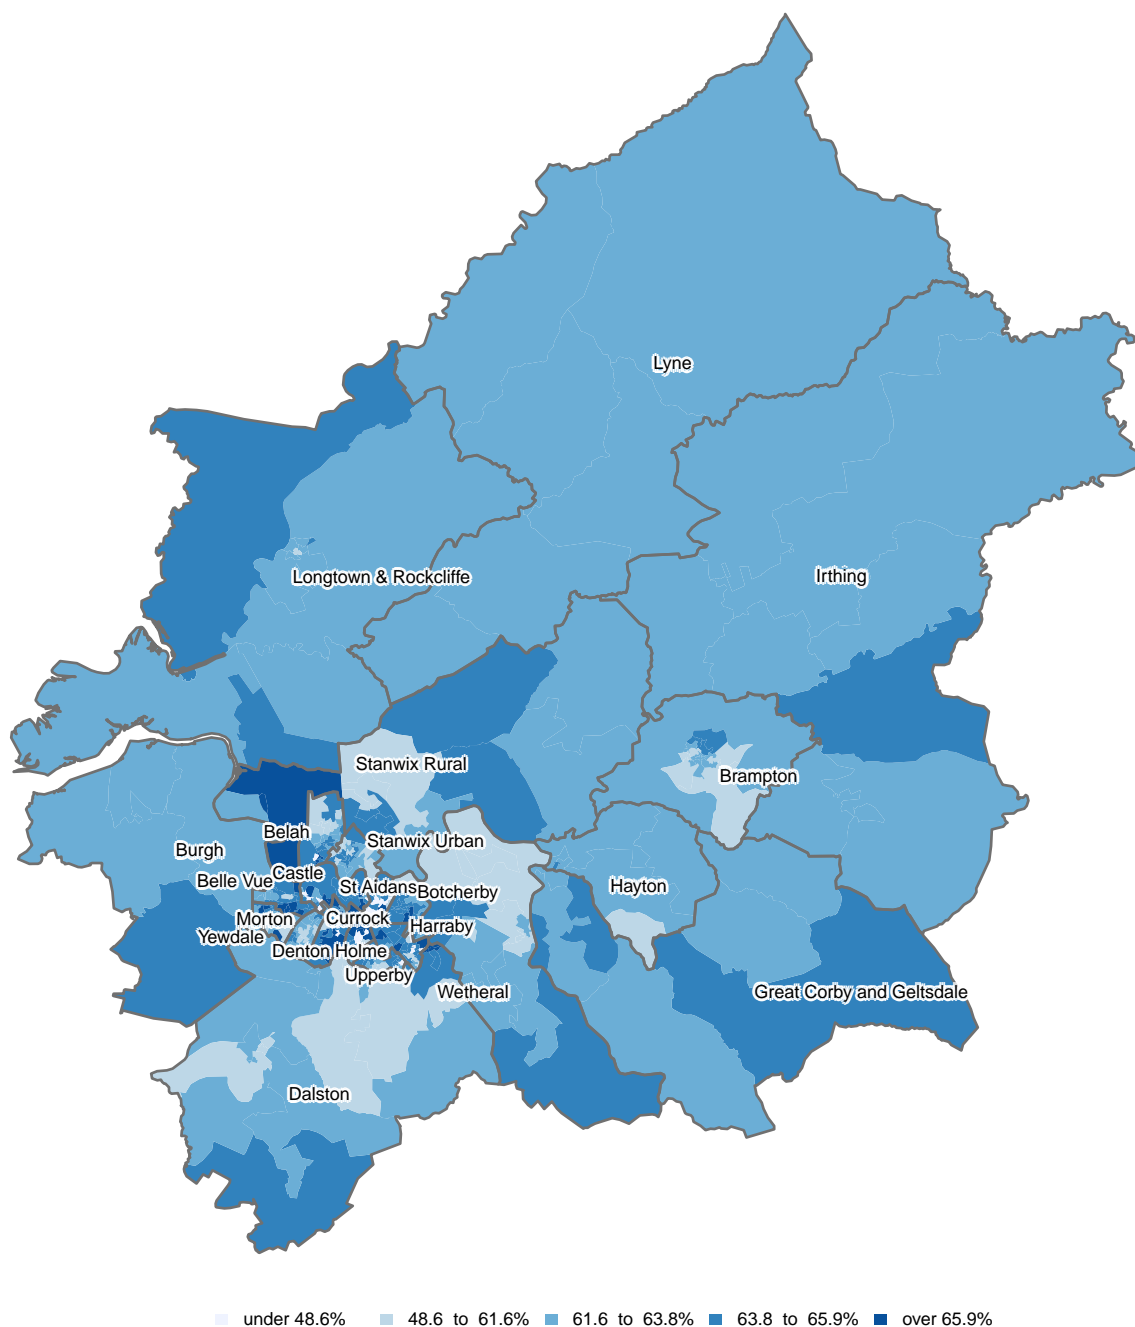 Lyne
Longtown & Rockcliffe
Irthing
Stanwix Rural
Brampton
Belah
Stanwix Urban
Burgh
Castle
Belle Vue
St Aidans
Botcherby
Hayton
Morton
Currock
Harraby
Yewdale
Denton Holme
Upperby
Wetheral
Great Corby and Geltsdale
Dalston
under 48.6% 48.6 to 61.6% 61.6 to 63.8% 63.8 to 65.9% over 65.9%